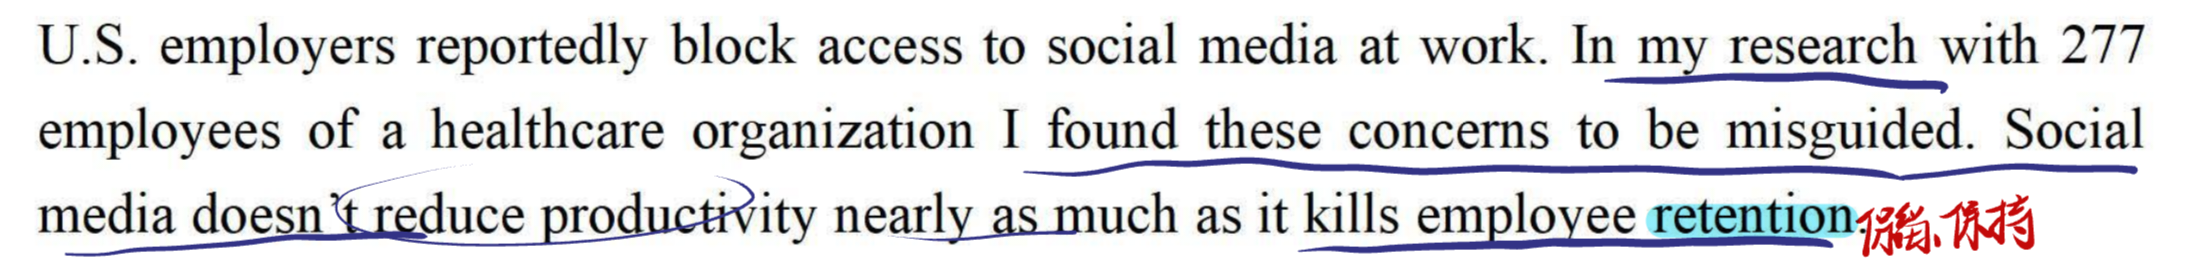 U.S. employers reportedly block access to social media at work. In my research with 277
employees of a healthcare organization I found these concerns to be misguided. Social
media doesn't reduce productivity nearly as much as it kills employee retention. 保留、保持